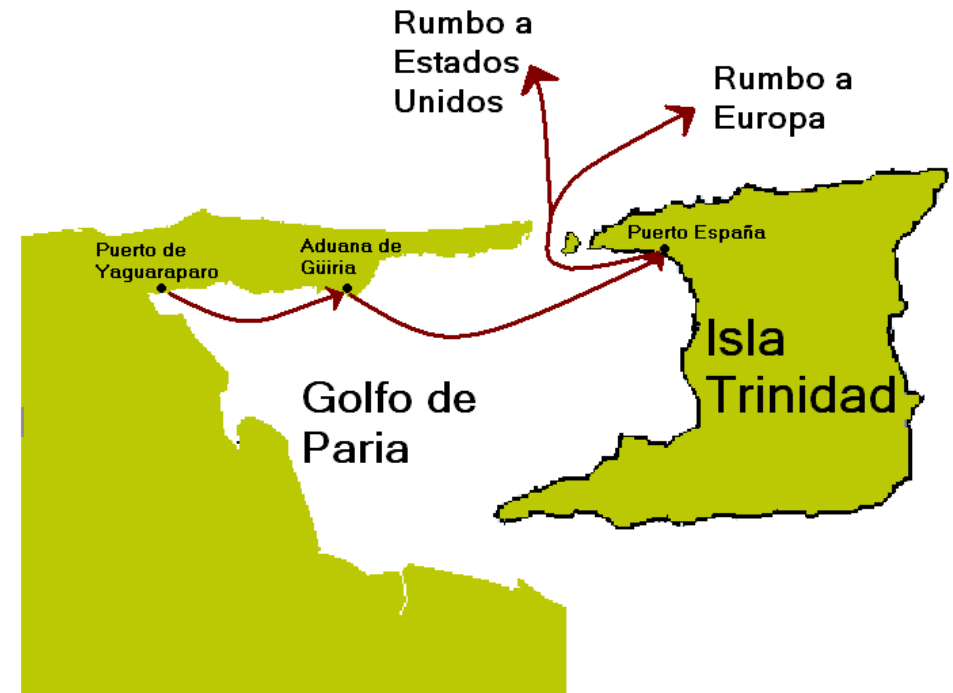 Rumbo a
Estados
Unidos
Rumbo a
Europa
Puerto de
Yaguaraparo
Aduana de
Güiria
Puerto España
Isla
Trinidad
Golfo de
Paria